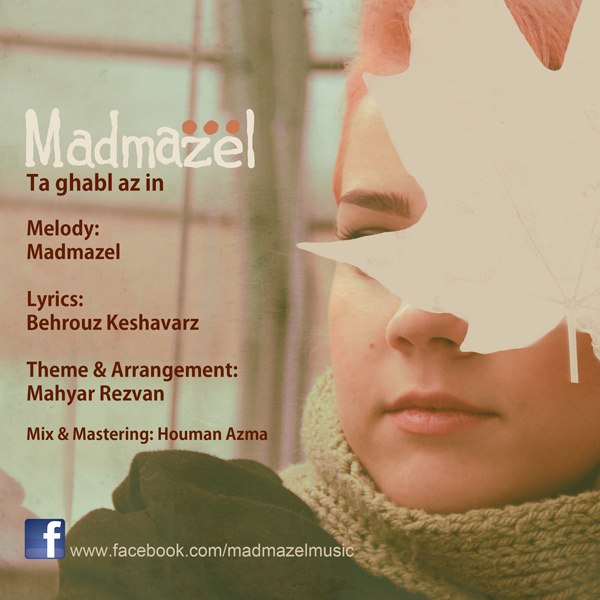 Madmazel
Ta ghabl az in
Melody:
Madmazel
Lyrics:
Behrouz Keshavarz
Theme & Arrangement:
Mahyar Rezvan
Mix & Mastering: Houman Azma
f www.facebook.com/madmazelmusic